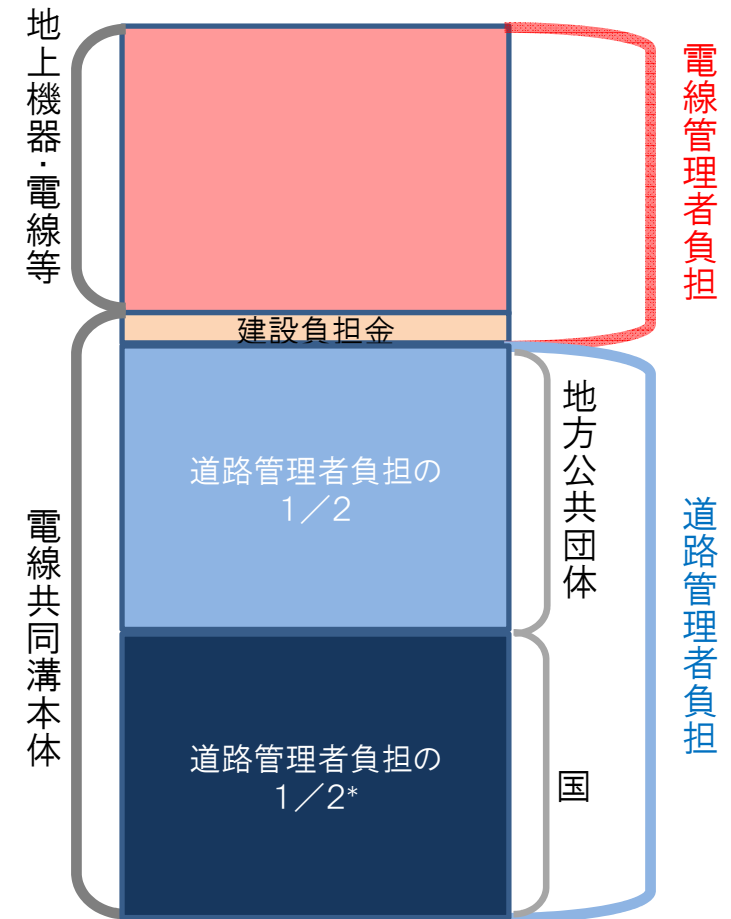 地上機器・電線等
電線管理者負担
建設負担金
道路管理者負担の
１／２
地方公共団体
電線共同溝本体
道路管理者負担
道路管理者負担の
１／２*
国